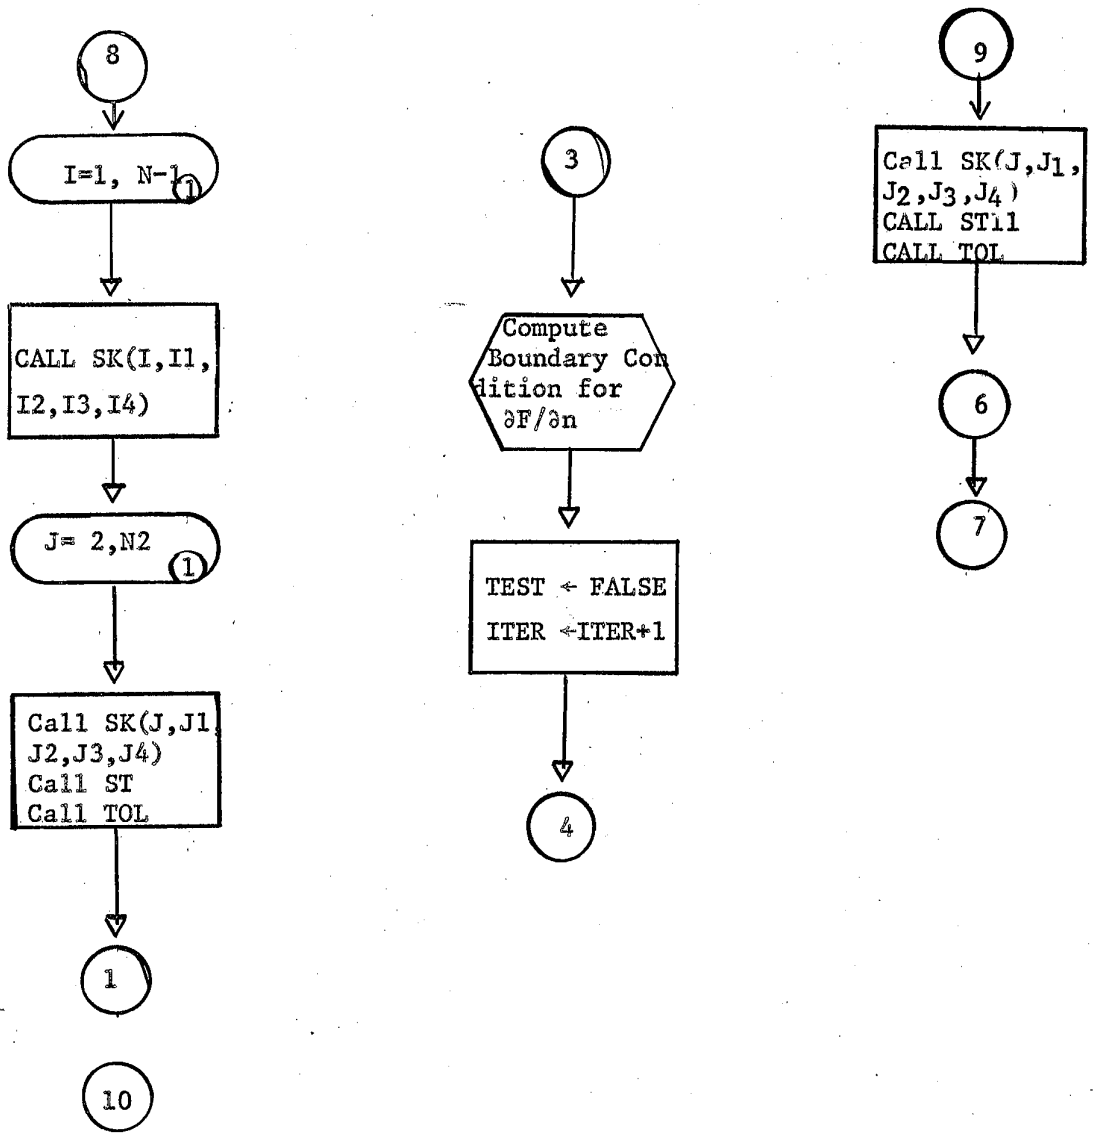 8
I=1, N-1
1
CALL SK(I,I1,
I2,I3,I4)
J= 2,N2
1
Call SK(J,J1
J2,J3,J4)
Call ST
Call TOL
1
10
3
Compute
Boundary Con
dition for
∂F/∂n
TEST ← FALSE
ITER ←ITER+1
4
9
Call SK(J,J1,
J2,J3,J4)
CALL ST11
CALL TOL
6
7